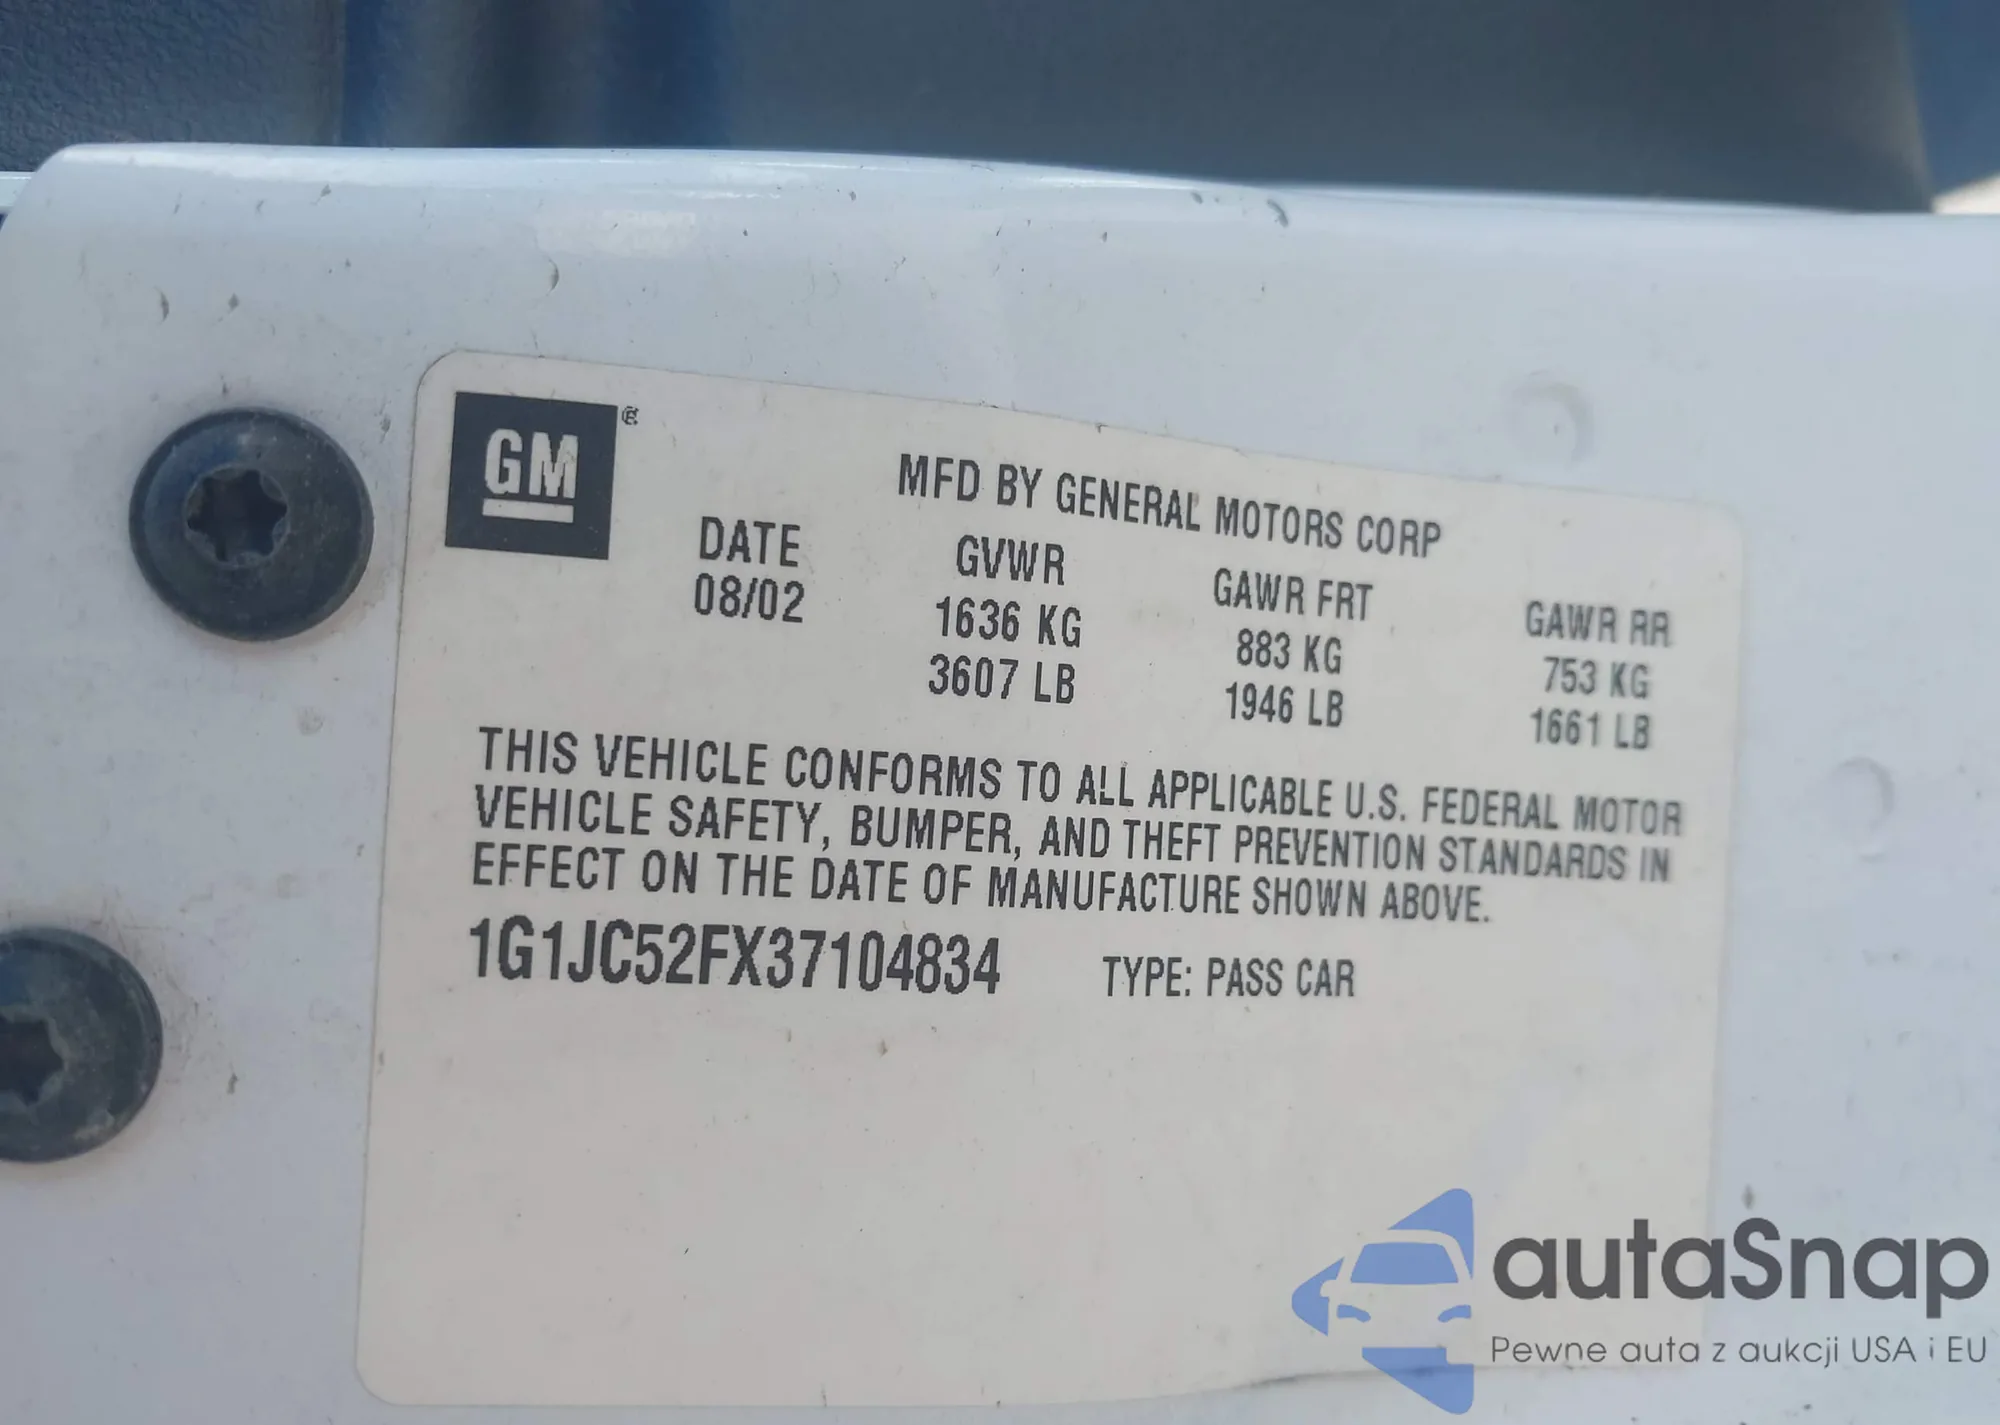 GM®
MFD BY GENERAL MOTORS CORP
DATE GVWR GAWR FRT GAWR RR
08/02 1636 KG 883 KG 753 KG
3607 LB 1946 LB 1661 LB
THIS VEHICLE CONFORMS TO ALL APPLICABLE U.S. FEDERAL MOTOR
VEHICLE SAFETY, BUMPER, AND THEFT PREVENTION STANDARDS IN
EFFECT ON THE DATE OF MANUFACTURE SHOWN ABOVE.
1G1JC52FX37104834 TYPE: PASS CAR
autaSnap
Pewne auta z aukcji USA i EU